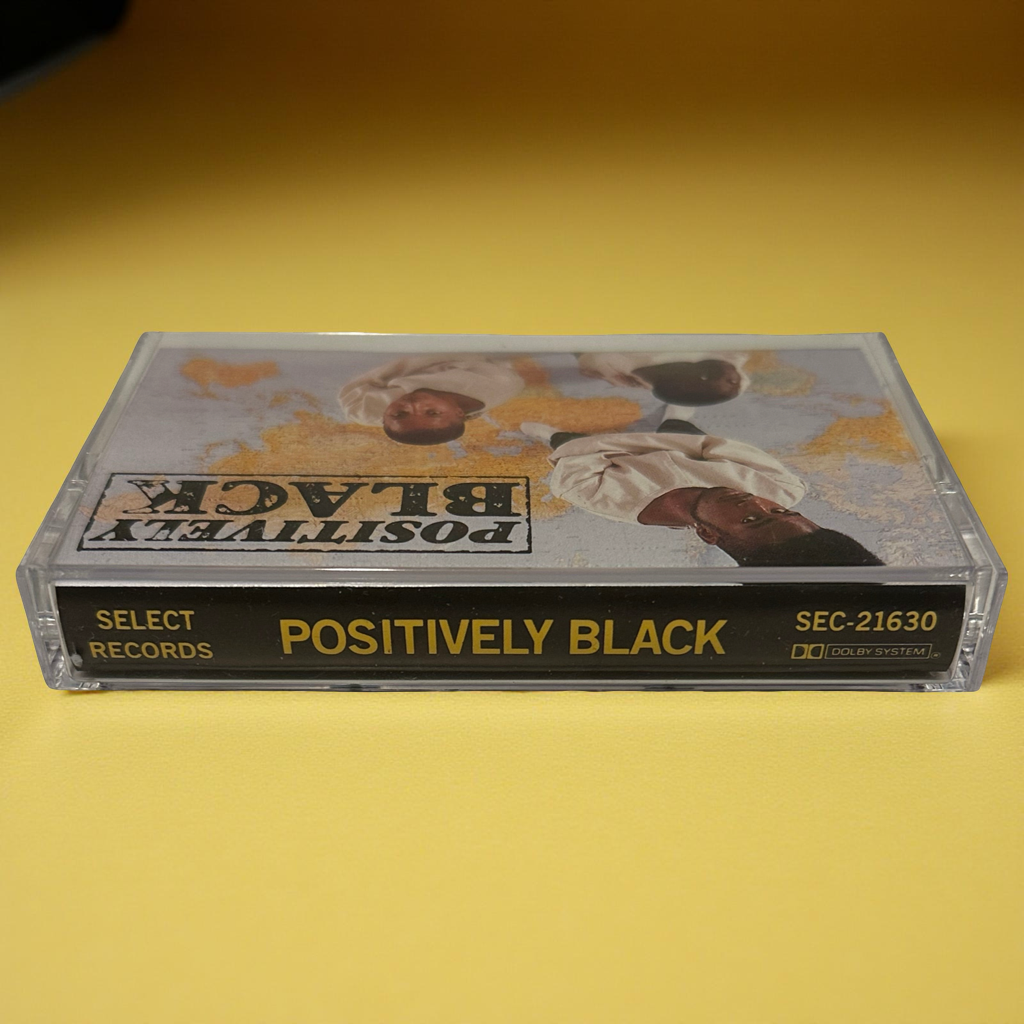 POSITIVELY
BLACK
SELECT
RECORDS
POSITIVELY BLACK
SEC-21630
DOLBY SYSTEM